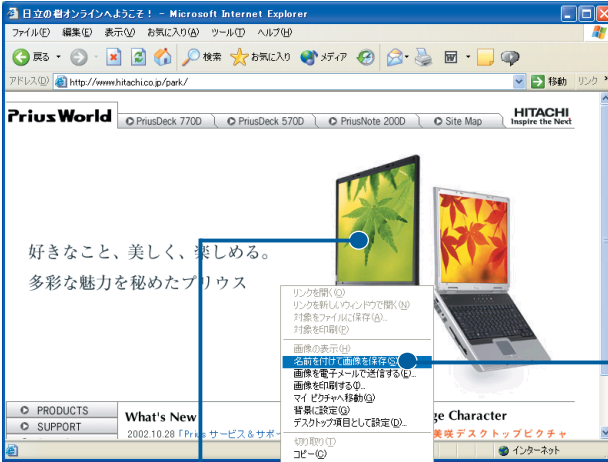 日立の樹オンラインへようこそ! - Microsoft Internet Explorer
ファイル(F) 編集(E) 表示(V) お気に入り(A) ツール(T) ヘルプ(H)
戻る 検索 お気に入り メディア
アドレス(D) http://www.hitachi.co.jp/park/ 移動 リンク »
Prius World PriusDeck 770D PriusDeck 570D PriusNote 200D Site Map HITACHI
Inspire the Next
好きなこと、美しく、楽しめる。
多彩な魅力を秘めたプリウス
リンクを開く(O)
リンクを新しいウィンドウで開く(N)
対象をファイルに保存(A)...
対象を印刷(P)
画像の表示(H)
名前を付けて画像を保存(S)
画像を電子メールで送信する(E)...
画像を印刷する(I)...
マイ ピクチャへ移動(G)
背景に設定(G)
デスクトップ項目として設定(D)...
切り取り(T)
コピー(C)
PRODUCTS
SUPPORT
What's New
ge Character
2002.10.28「Prius サービス&サポー
美咲デスクトップピクチャ
インターネット